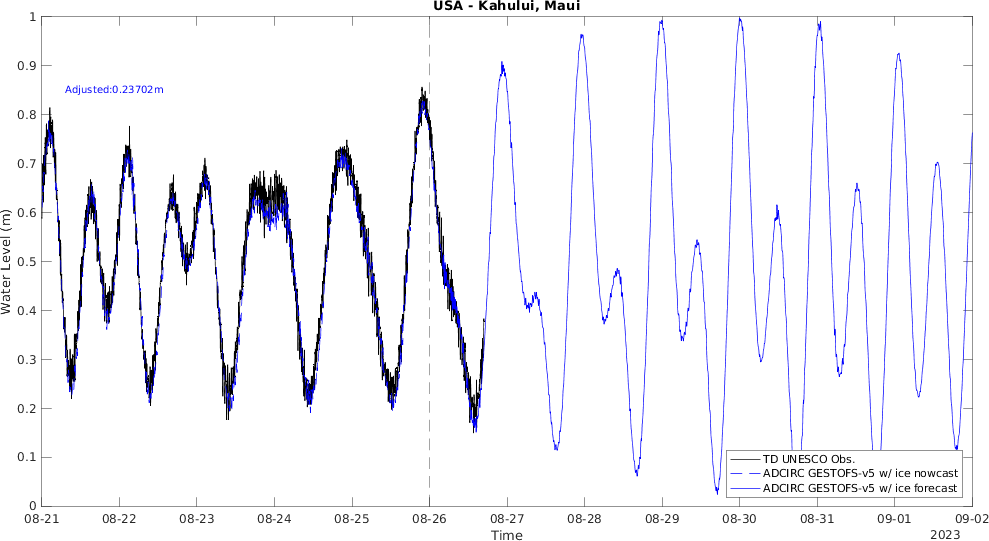 USA - Kahului, Maui
Adjusted:0.23702m
Water Level (m)
1
0.9
0.8
0.7
0.6
0.5
0.4
0.3
0.2
0.1
0
TD UNESCO Obs.
ADCIRC GESTOFS-v5 w/ ice nowcast
ADCIRC GESTOFS-v5 w/ ice forecast
08-21 08-22 08-23 08-24 08-25 08-26 08-27 08-28 08-29 08-30 08-31 09-01 09-02
Time
2023